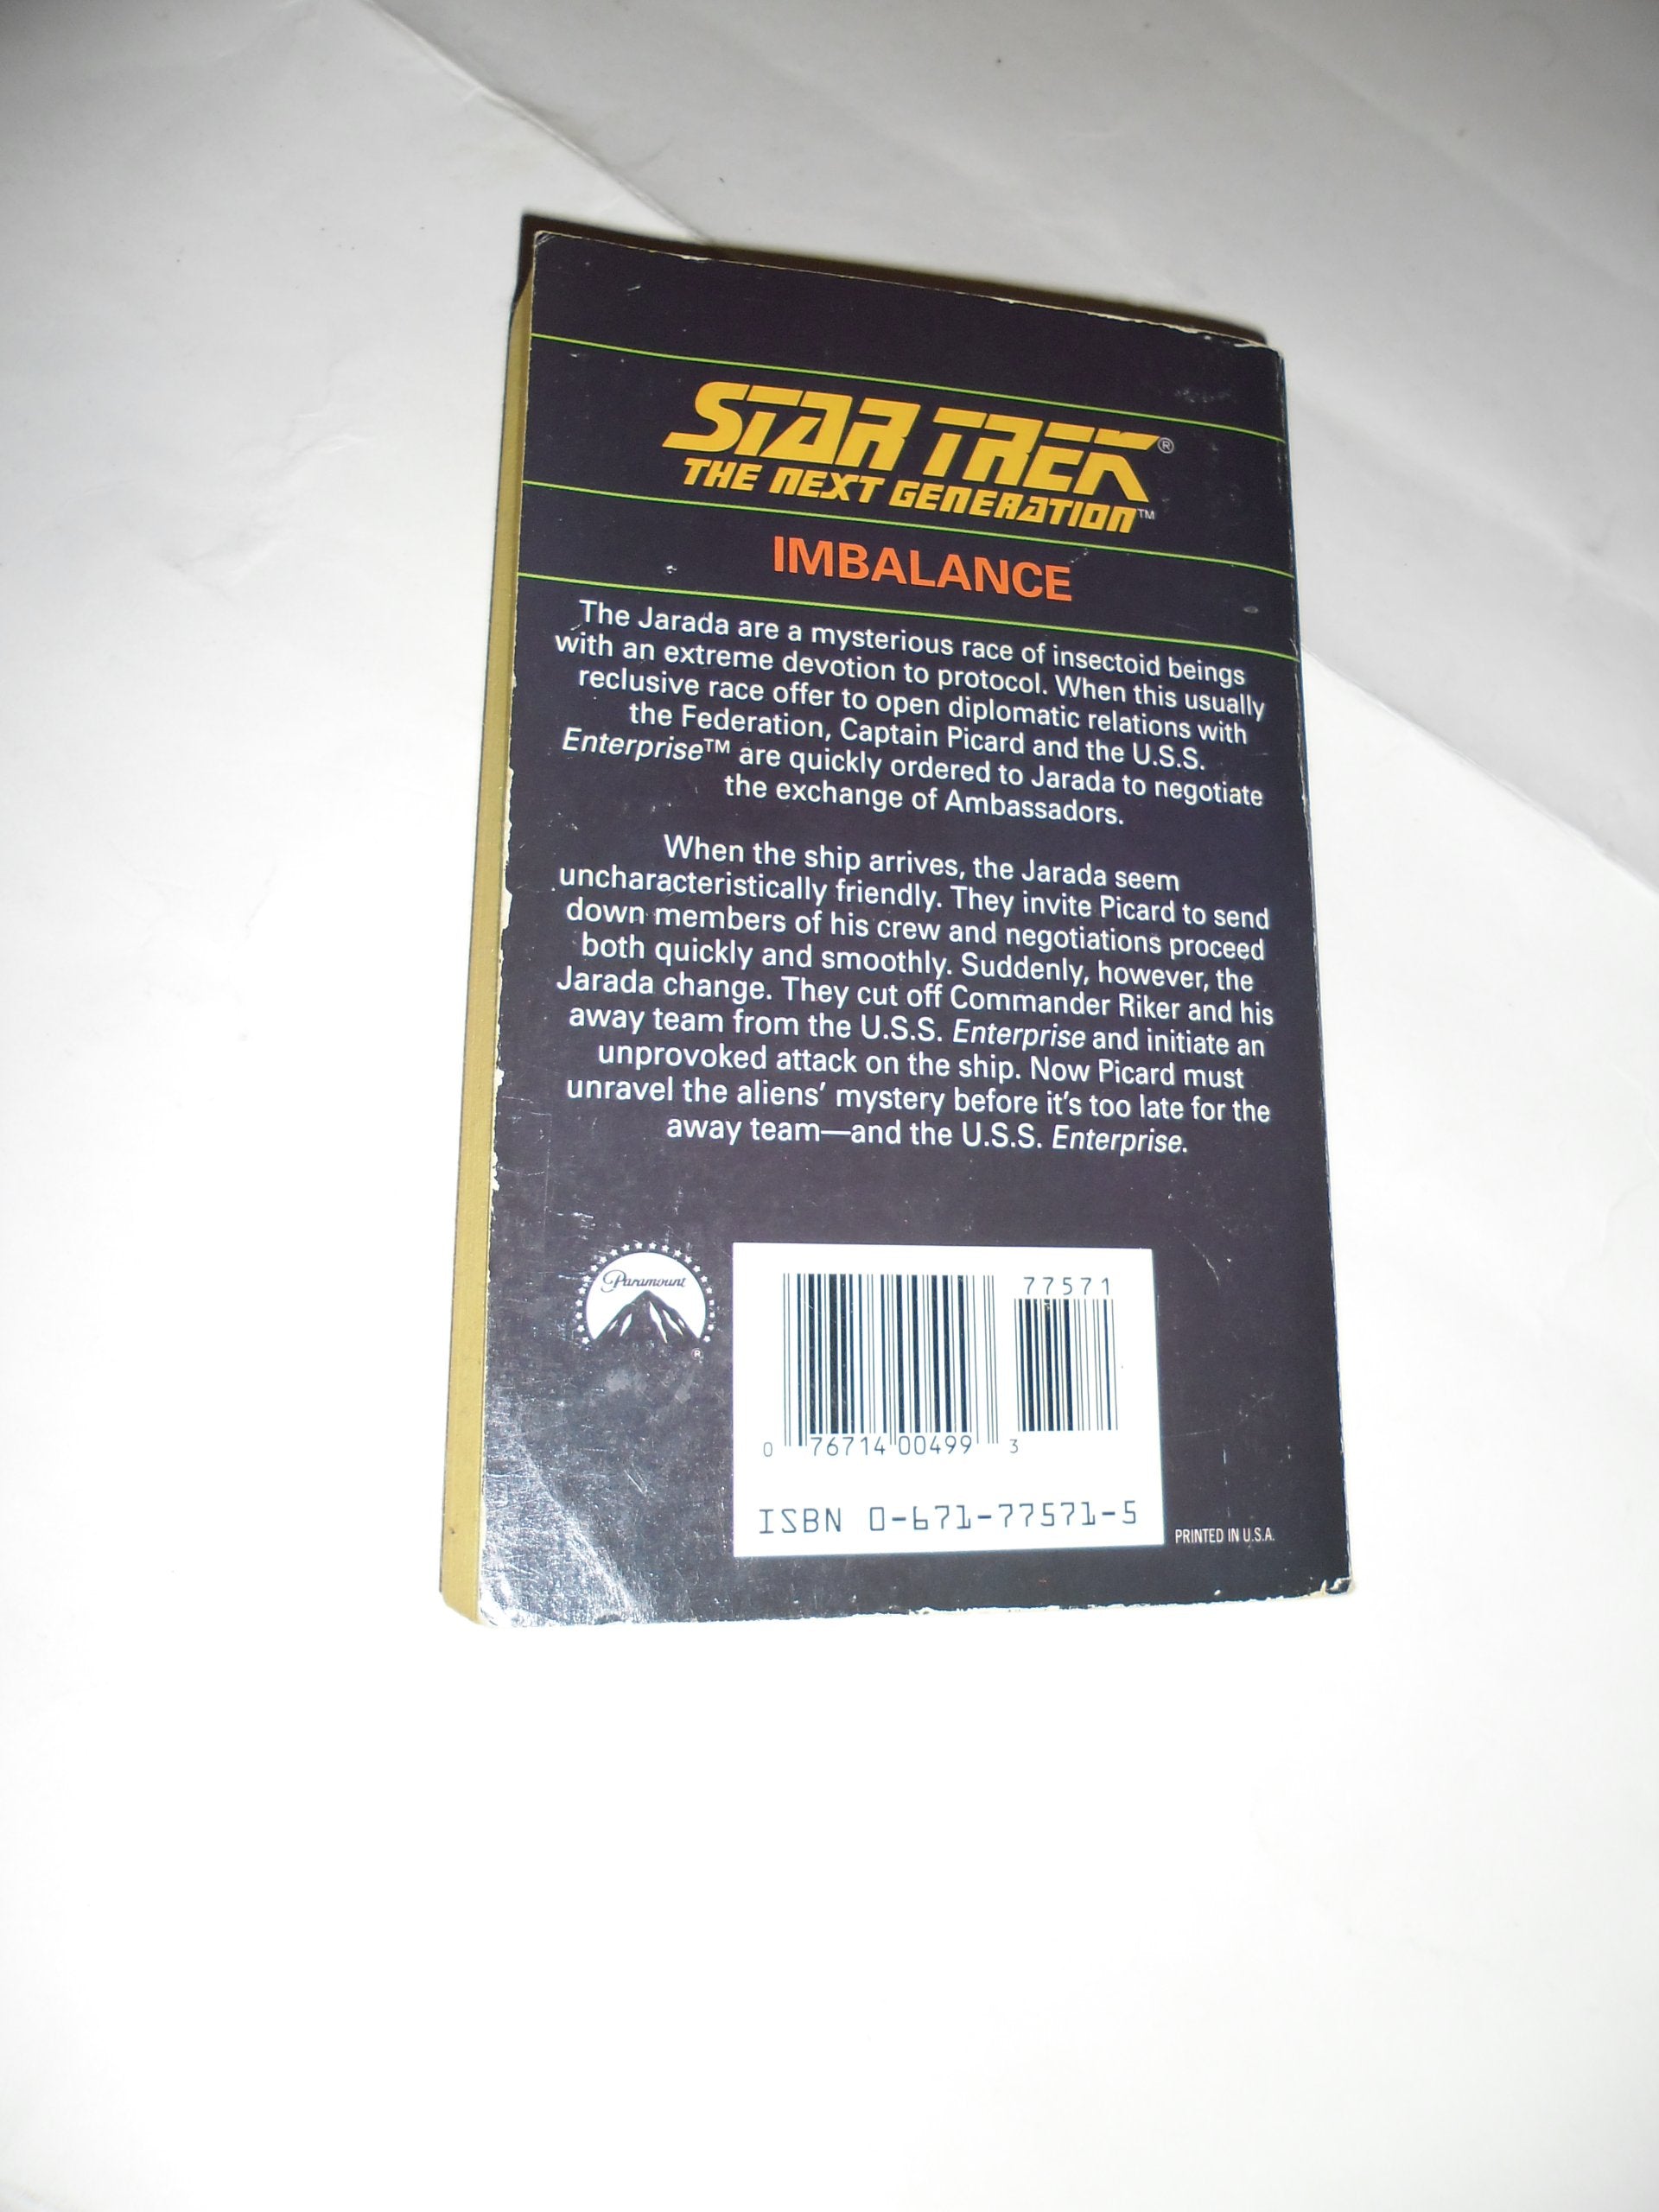 STAR TREK®
THE NEXT GENERATION™
IMBALANCE
The Jarada are a mysterious race of insectoid beings
with an extreme devotion to protocol. When this usually
reclusive race offer to open diplomatic relations with
the Federation, Captain Picard and the U.S.S.
Enterprise™ are quickly ordered to Jarada to negotiate
the exchange of Ambassadors.
When the ship arrives, the Jarada seem
uncharacteristically friendly. They invite Picard to send
down members of his crew and negotiations proceed
both quickly and smoothly. Suddenly, however, the
Jarada change. They cut off Commander Riker and his
away team from the U.S.S. Enterprise and initiate an
unprovoked attack on the ship. Now Picard must
unravel the aliens' mystery before it's too late for the
away team—and the U.S.S. Enterprise.
Paramount
®
77571
0 76714 00499 3
ISBN 0-671-77571-5
PRINTED IN U.S.A.